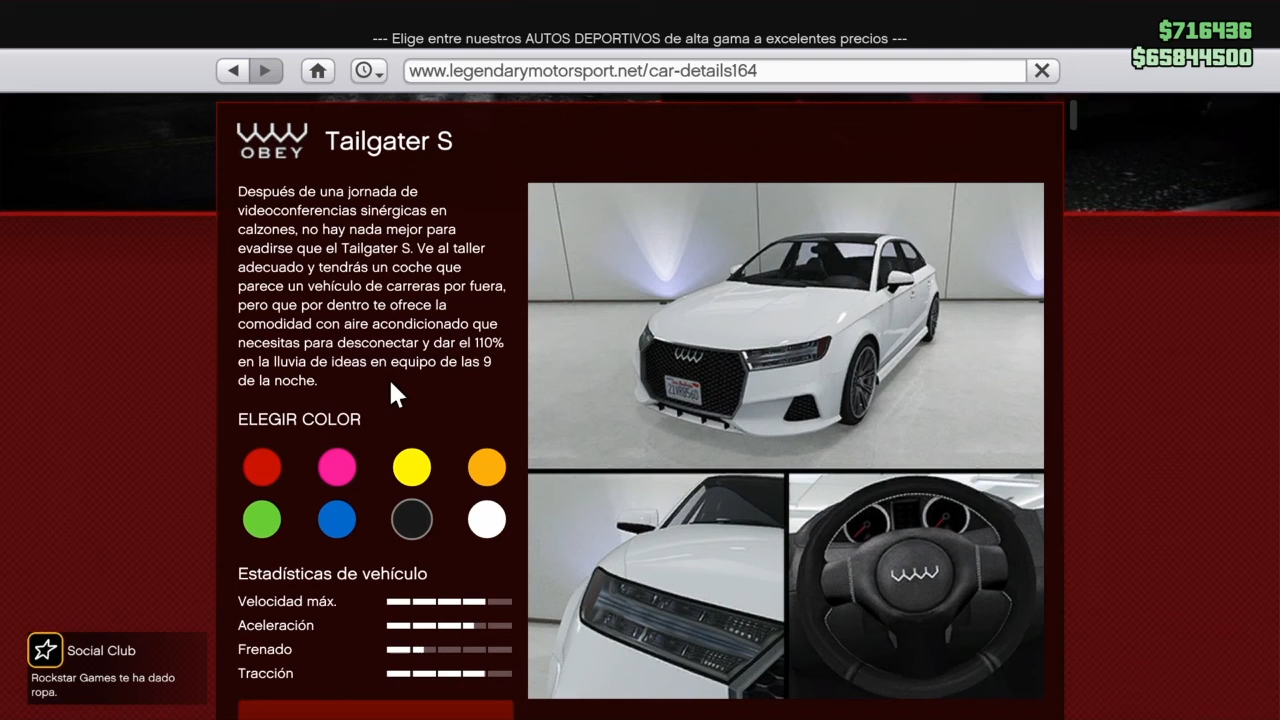 --- Elige entre nuestros AUTOS DEPORTIVOS de alta gama a excelentes precios ---
$716436
$65844500
www.legendarymotorsport.net/car-details164
OBEY
Tailgater S
Después de una jornada de
videoconferencias sinérgicas en
calzones, no hay nada mejor para
evadirse que el Tailgater S. Ve al taller
adecuado y tendrás un coche que
parece un vehículo de carreras por fuera,
pero que por dentro te ofrece la
comodidad con aire acondicionado que
necesitas para desconectar y dar el 110%
en la lluvia de ideas en equipo de las 9
de la noche.
ELEGIR COLOR
Estadísticas de vehículo
Velocidad máx.
Aceleración
Frenado
Tracción
Social Club
Rockstar Games te ha dado
ropa.